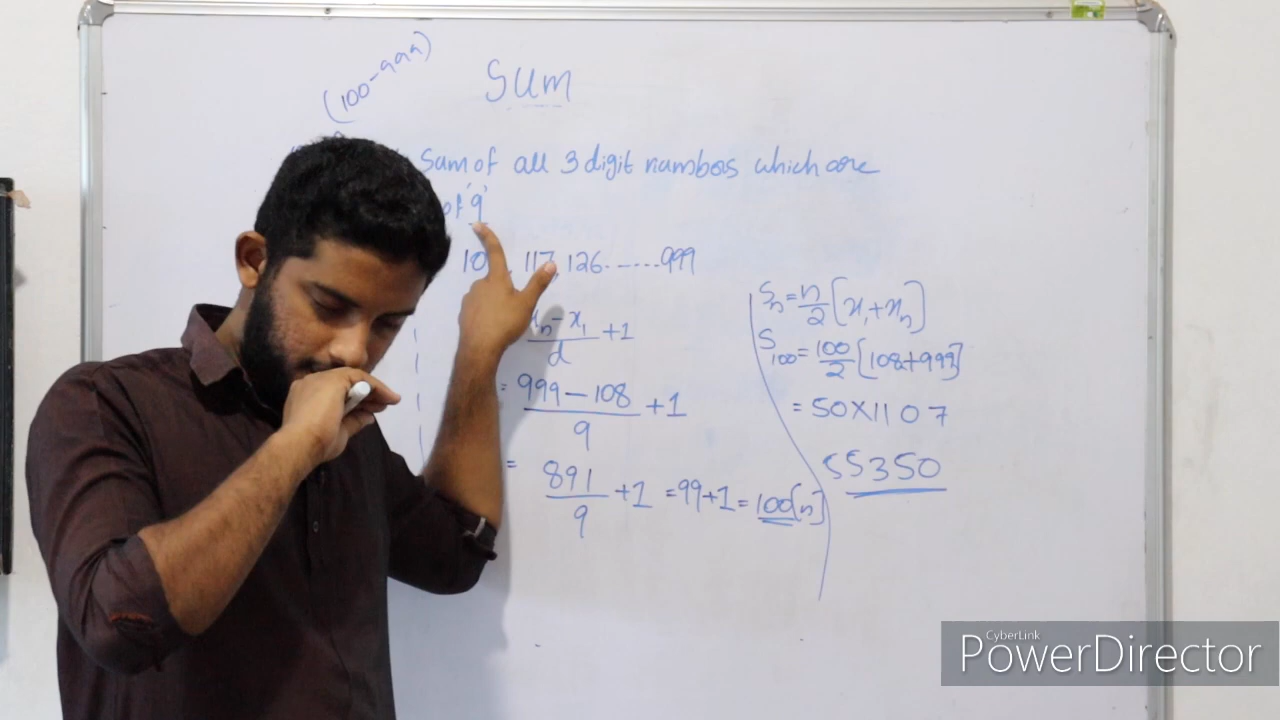 (100-999)
Sum
Sum of all 3 digit numbers which are
of '9'
10 , 117, 126........999
xn - x1 / d + 1
= 999 - 108 / 9 + 1
= 891 / 9 + 1 = 99+1 = 100[n]
Sn = n/2 [x1 + xn]
S100 = 100/2 [108+999]
= 50X1107
55350
CyberLink
PowerDirector